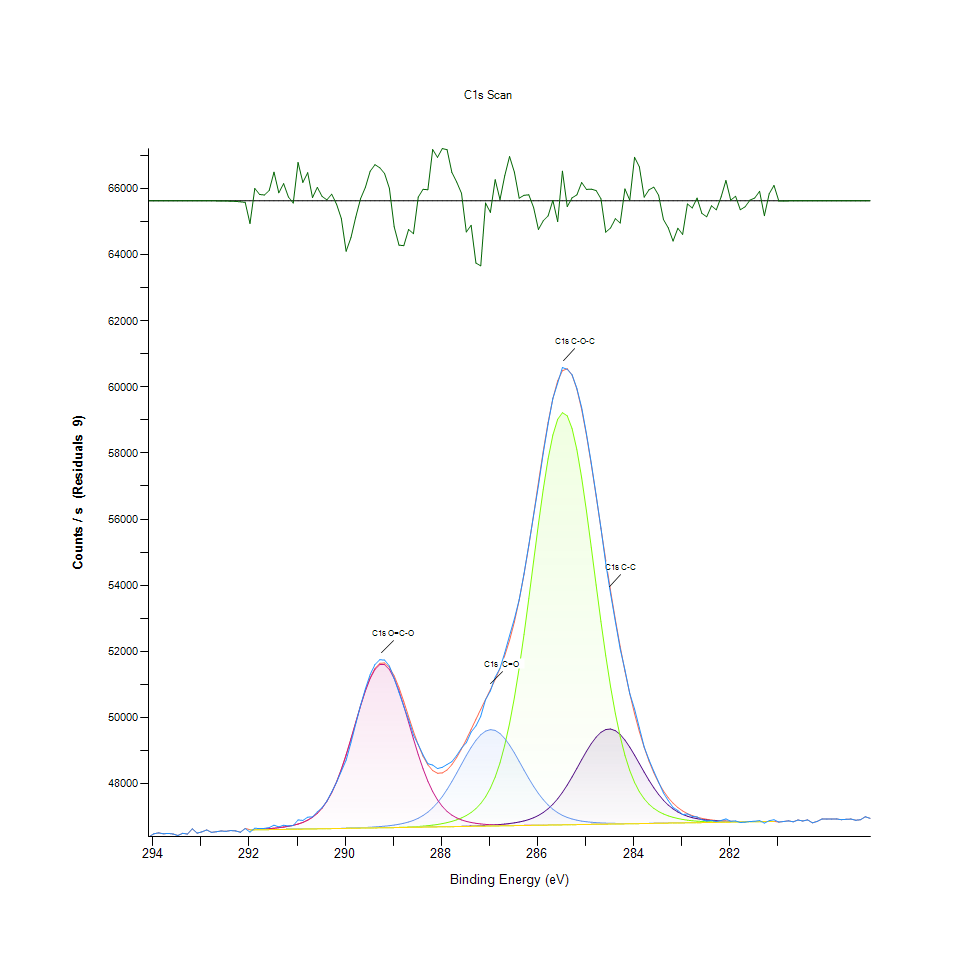 C1s Scan
66000
64000
62000
C1s C-O-C
60000
58000
Counts / s (Residuals 9)
56000
C1s C-C
54000
C1s O=C-O
52000
C1s C=O
50000
48000
294 292 290 288 286 284 282
Binding Energy (eV)